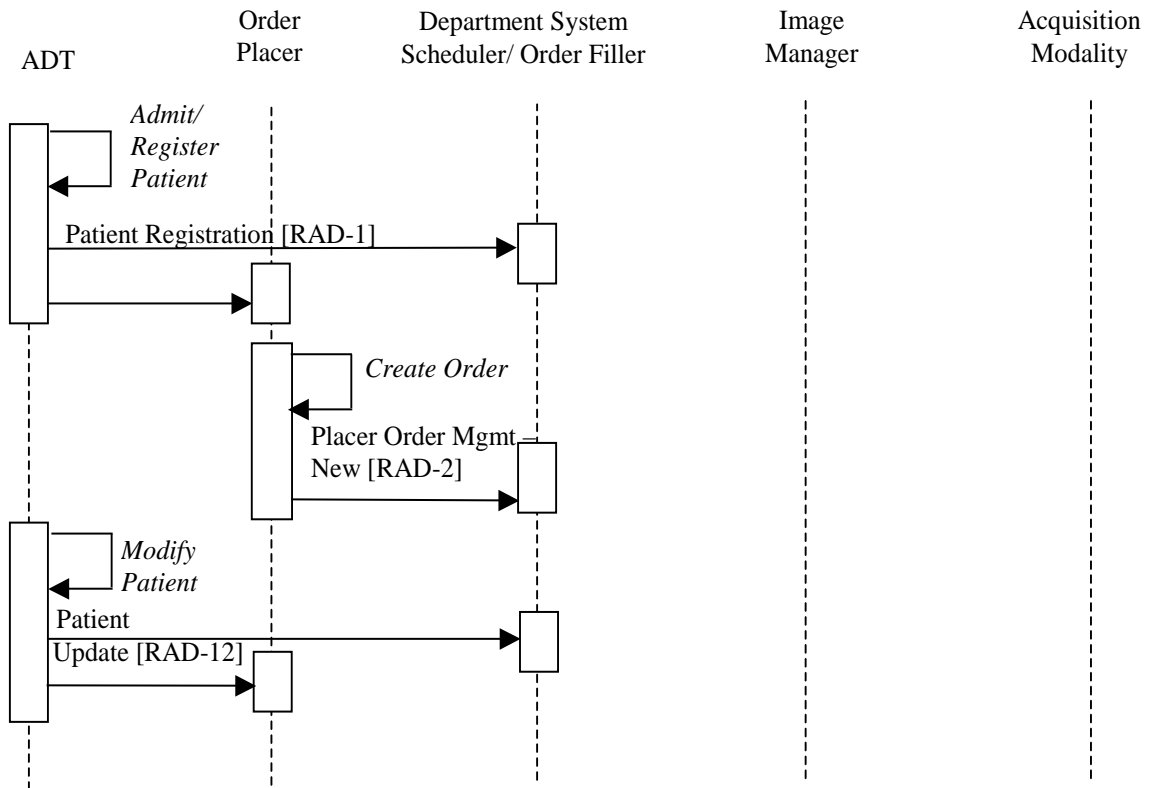 ADT
Order
Placer
Department System
Scheduler/ Order Filler
Image
Manager
Acquisition
Modality
Admit/
Register
Patient
Patient Registration [RAD-1]
Create Order
Placer Order Mgmt –
New [RAD-2]
Modify
Patient
Patient
Update [RAD-12]